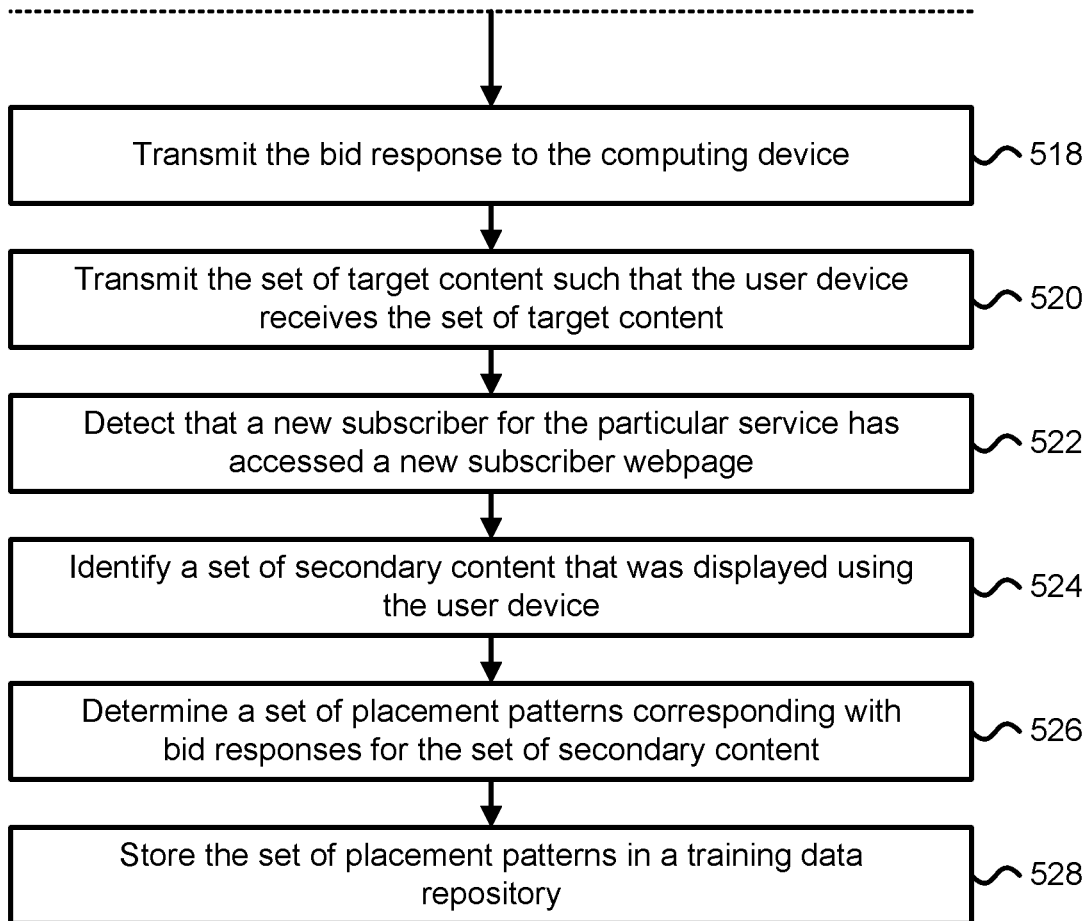 Transmit the bid response to the computing device
518
Transmit the set of target content such that the user device
receives the set of target content
520
Detect that a new subscriber for the particular service has
accessed a new subscriber webpage
522
Identify a set of secondary content that was displayed using
the user device
524
Determine a set of placement patterns corresponding with
bid responses for the set of secondary content
526
Store the set of placement patterns in a training data
repository
528